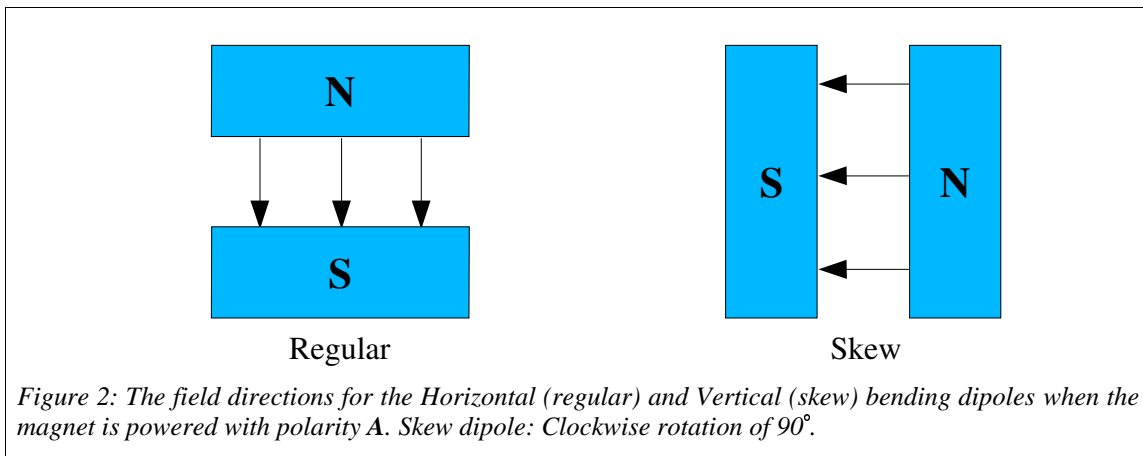 N
S
Regular
S
N
Skew
Figure 2: The field directions for the Horizontal (regular) and Vertical (skew) bending dipoles when the
magnet is powered with polarity A. Skew dipole: Clockwise rotation of 90°.